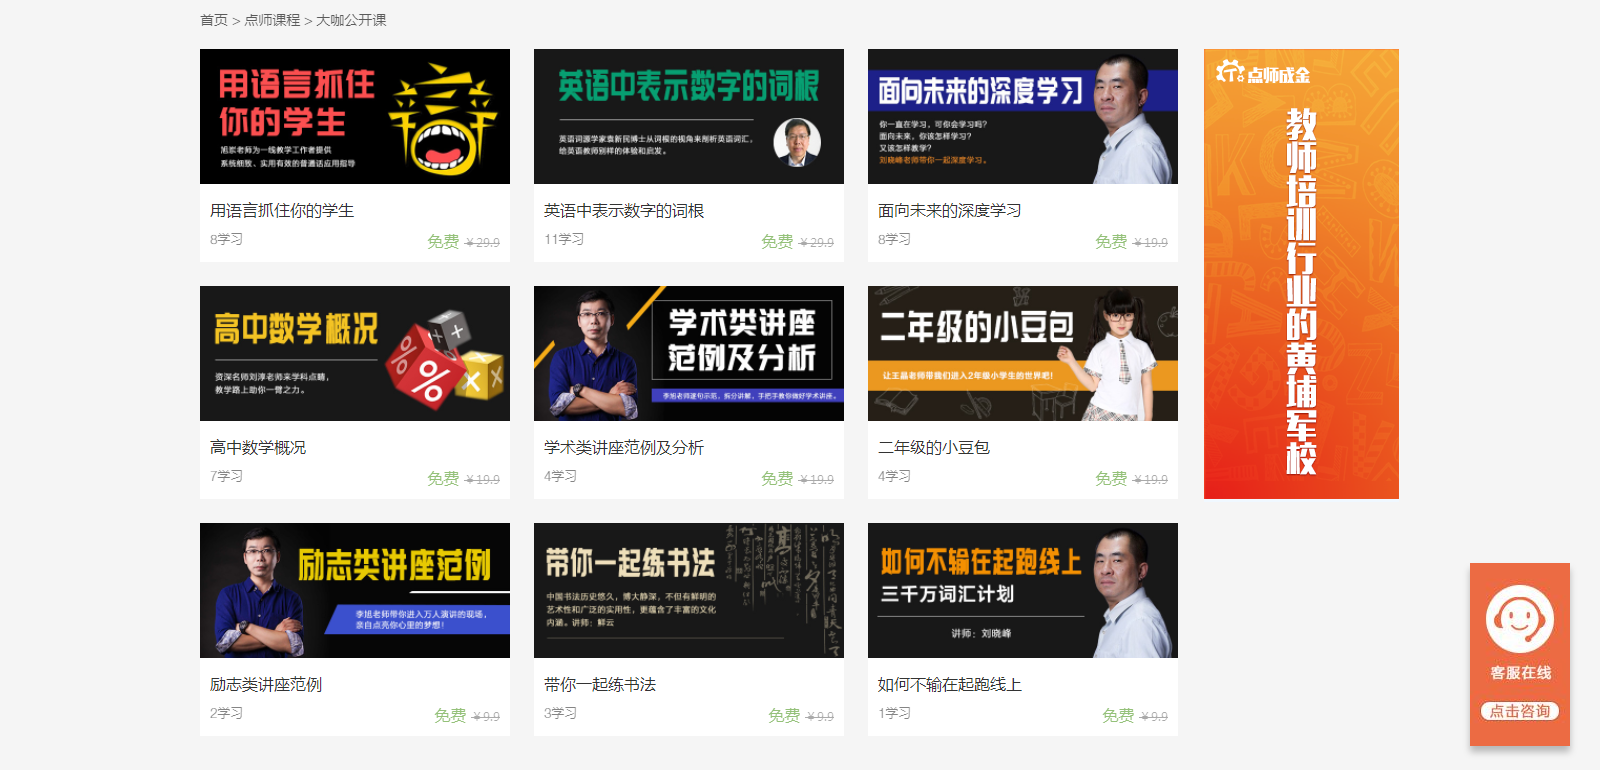 首页 > 点师课程 > 大咖公开课
用语言抓住
你的学生
旭东老师为一线教学工作者提供
系统细致、实用有效的普通话应用指导
用语言抓住你的学生
8学习
免费 ￥29.9
英语中表示数字的词根
英语词源学家袁新民博士从词根的视角来剖析英语词汇，
给英语教师别样的体验和启发。
英语中表示数字的词根
11学习
免费 ￥29.9
面向未来的深度学习
你一直在学习，可你会学习吗？
面向未来，你该怎样学习？
又该怎样教学？
刘晓峰老师带你一起深度学习。
面向未来的深度学习
8学习
免费 ￥19.9
点师成金
教师培训行业的黄埔军校
高中数学概况
资深名师刘淳老师来学科点睛，
教学路上助你一臂之力。
高中数学概况
7学习
免费 ￥19.9
学术类讲座
范例及分析
李旭老师逐句示范，拆分讲解，手把手教你做好学术讲座。
学术类讲座范例及分析
4学习
免费 ￥19.9
二年级的小豆包
让王晶老师带我们进入2年级小学生的世界吧！
二年级的小豆包
4学习
免费 ￥19.9
励志类讲座范例
李旭老师带你进入万人演讲的现场，
亲自点亮你心里的梦想！
励志类讲座范例
2学习
免费 ￥9.9
带你一起练书法
中国书法历史悠久，博大静深，不但有鲜明的
艺术性和广泛的实用性，更蕴含了丰富的文化
内涵。讲师：鲜云
带你一起练书法
3学习
免费 ￥9.9
如何不输在起跑线上
三千万词汇计划
讲师：刘晓峰
如何不输在起跑线上
1学习
免费 ￥9.9
客服在线
点击咨询